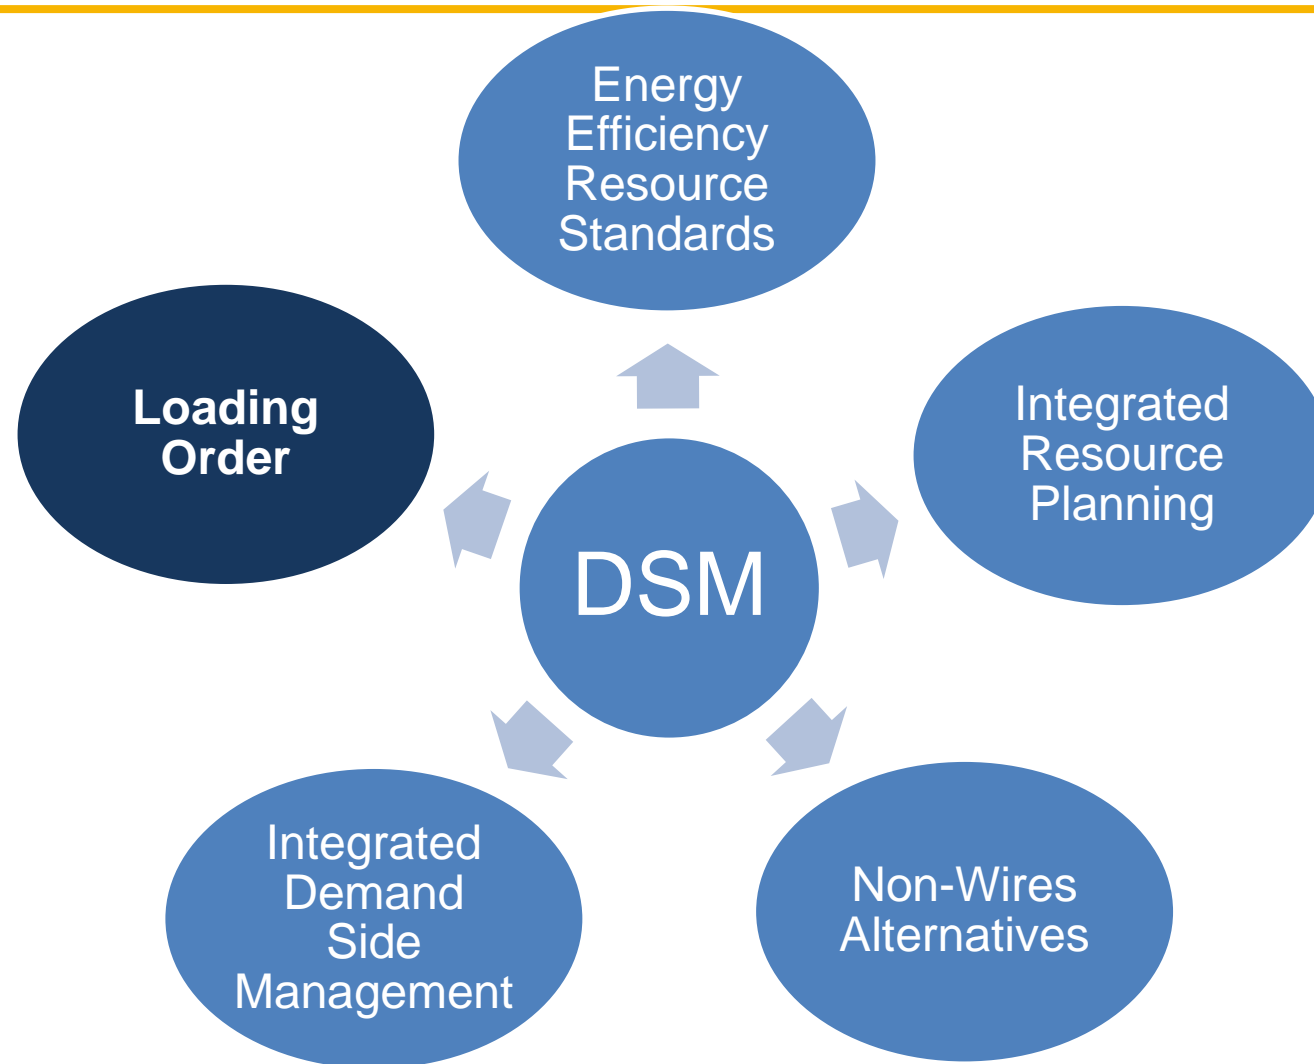 Energy
Efficiency
Resource
Standards
Loading
Order
Integrated
Resource
Planning
DSM
Integrated
Demand
Side
Management
Non-Wires
Alternatives